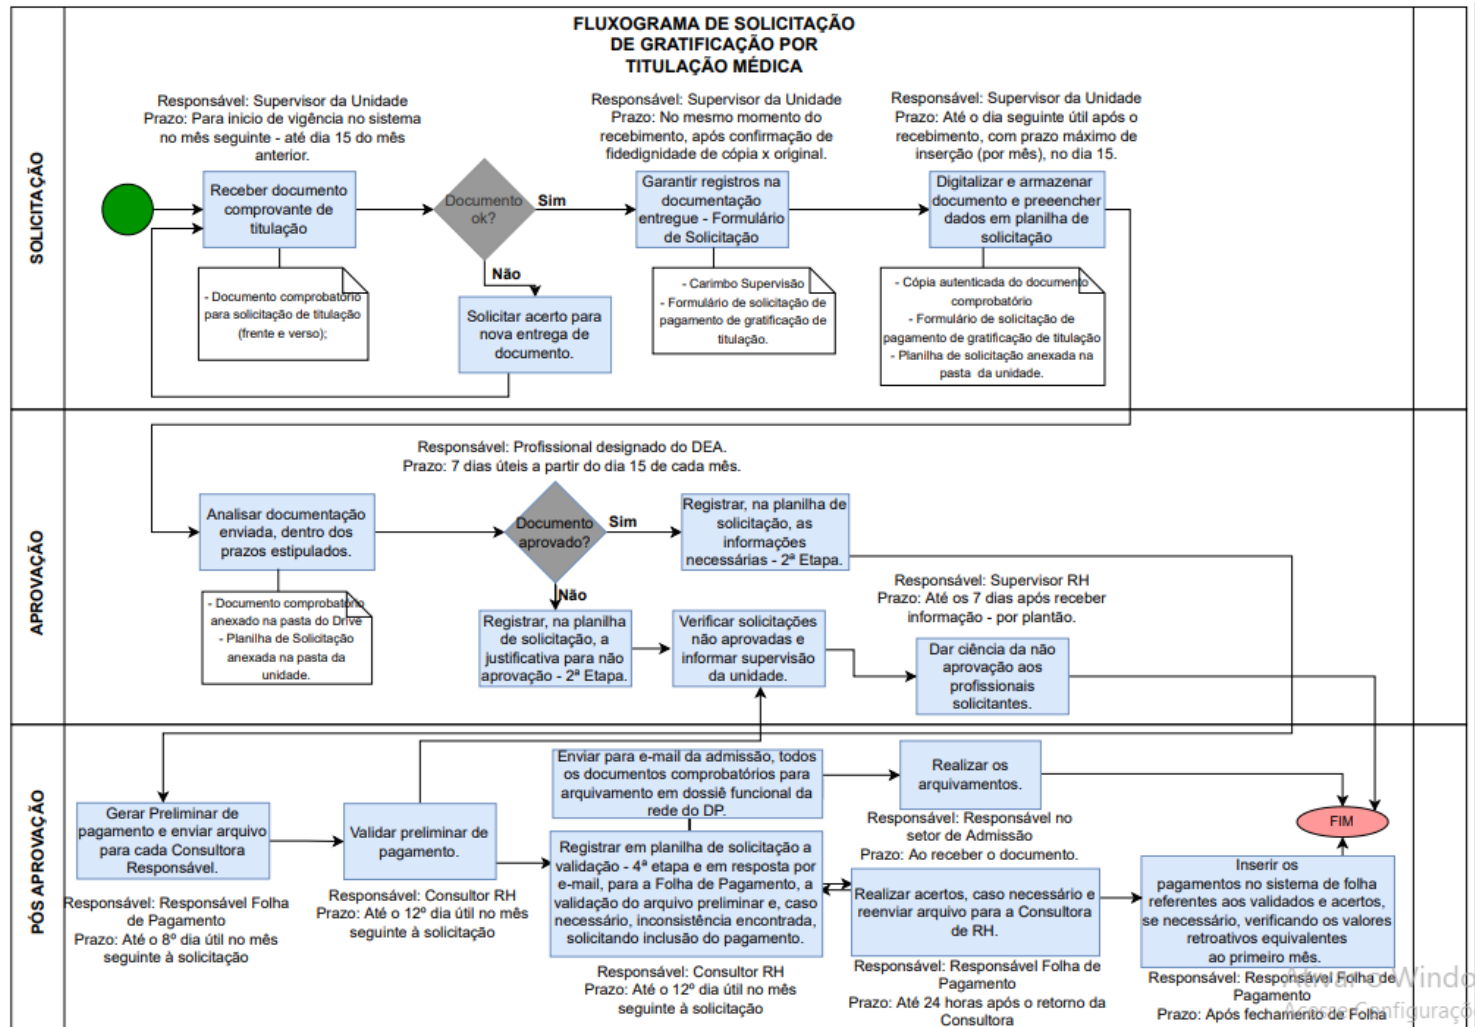 FLUXOGRAMA DE SOLICITAÇÃO
DE GRATIFICAÇÃO POR
TITULAÇÃO MÉDICA
SOLICITAÇÃO
Responsável: Supervisor da Unidade
Prazo: Para inicio de vigência no sistema
no mês seguinte - até dia 15 do mês
anterior.
Receber documento
comprovante de
titulação
- Documento comprobatório
para solicitação de titulação
(frente e verso);
Documento
ok?
Sim
Não
Solicitar acerto para
nova entrega de
documento.
Responsável: Supervisor da Unidade
Prazo: No mesmo momento do
recebimento, após confirmação de
fidedignidade de cópia x original.
Garantir registros na
documentação
entregue - Formulário
de Solicitação
- Carimbo Supervisão
- Formulário de solicitação de
pagamento de gratificação de
titulação.
Responsável: Supervisor da Unidade
Prazo: Até o dia seguinte útil após o
recebimento, com prazo máximo de
inserção (por mês), no dia 15.
Digitalizar e armazenar
documento e preeencher
dados em planilha de
solicitação
- Cópia autenticada do documento
comprobatório
- Formulário de solicitação de
pagamento de gratificação de titulação
- Planilha de solicitação anexada na
pasta da unidade.
APROVAÇÃO
Responsável: Profissional designado do DEA.
Prazo: 7 dias úteis a partir do dia 15 de cada mês.
Analisar documentação
enviada, dentro dos
prazos estipulados.
- Documento comprobatório
anexado na pasta do Drive
- Planilha de Solicitação
anexada na pasta da
unidade.
Documento
aprovado?
Sim
Não
Registrar, na planilha de
solicitação, as
informações
necessárias - 2ª Etapa.
Registrar, na planilha
de solicitação, a
justificativa para não
aprovação - 2ª Etapa.
Verificar solicitações
não aprovadas e
informar supervisão
da unidade.
Responsável: Supervisor RH
Prazo: Até os 7 dias após receber
informação - por plantão.
Dar ciência da não
aprovação aos
profissionais
solicitantes.
PÓS APROVAÇÃO
Gerar Preliminar de
pagamento e enviar arquivo
para cada Consultora
Responsável.
Responsável: Responsável Folha
de Pagamento
Prazo: Até o 8º dia útil no mês
seguinte à solicitação
Validar preliminar de
pagamento.
Responsável: Consultor RH
Prazo: Até o 12º dia útil no mês
seguinte à solicitação
Enviar para e-mail da admissão, todos
os documentos comprobatórios para
arquivamento em dossiê funcional da
rede do DP.
Registrar em planilha de solicitação a
validação - 4ª etapa e em resposta por
e-mail, para a Folha de Pagamento, a
validação do arquivo preliminar e, caso
necessário, inconsistência encontrada,
solicitando inclusão do pagamento.
Responsável: Consultor RH
Prazo: Até o 12º dia útil no mês
seguinte à solicitação
Realizar os
arquivamentos.
Responsável: Responsável no
setor de Admissão
Prazo: Ao receber o documento.
Realizar acertos, caso necessário e
reenviar arquivo para a Consultora
de RH.
Responsável: Responsável Folha de
Pagamento
Prazo: Até 24 horas após o retorno da
Consultora
FIM
Inserir os
pagamentos no sistema de folha
referentes aos validados e acertos,
se necessário, verificando os valores
retroativos equivalentes
ao primeiro mês.
Responsável: Responsável Folha de
Pagamento
Prazo: Após fechamento de Folha